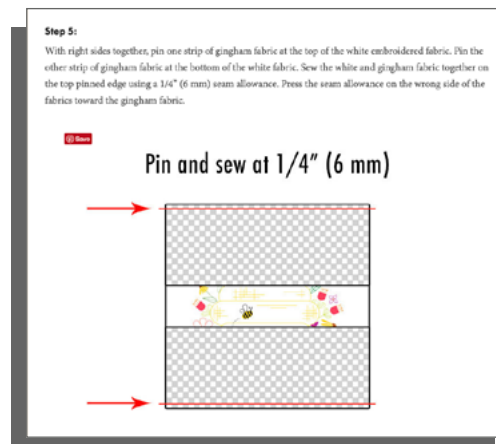 Step 5:
With right sides together, pin one strip of gingham fabric at the top of the white embroidered fabric. Pin the
other strip of gingham fabric at the bottom of the white fabric. Sew the white and gingham fabric together on
the top pinned edge using a 1/4" (6 mm) seam allowance. Press the seam allowance on the wrong side of the
fabrics toward the gingham fabric.
Save
Pin and sew at 1/4" (6 mm)